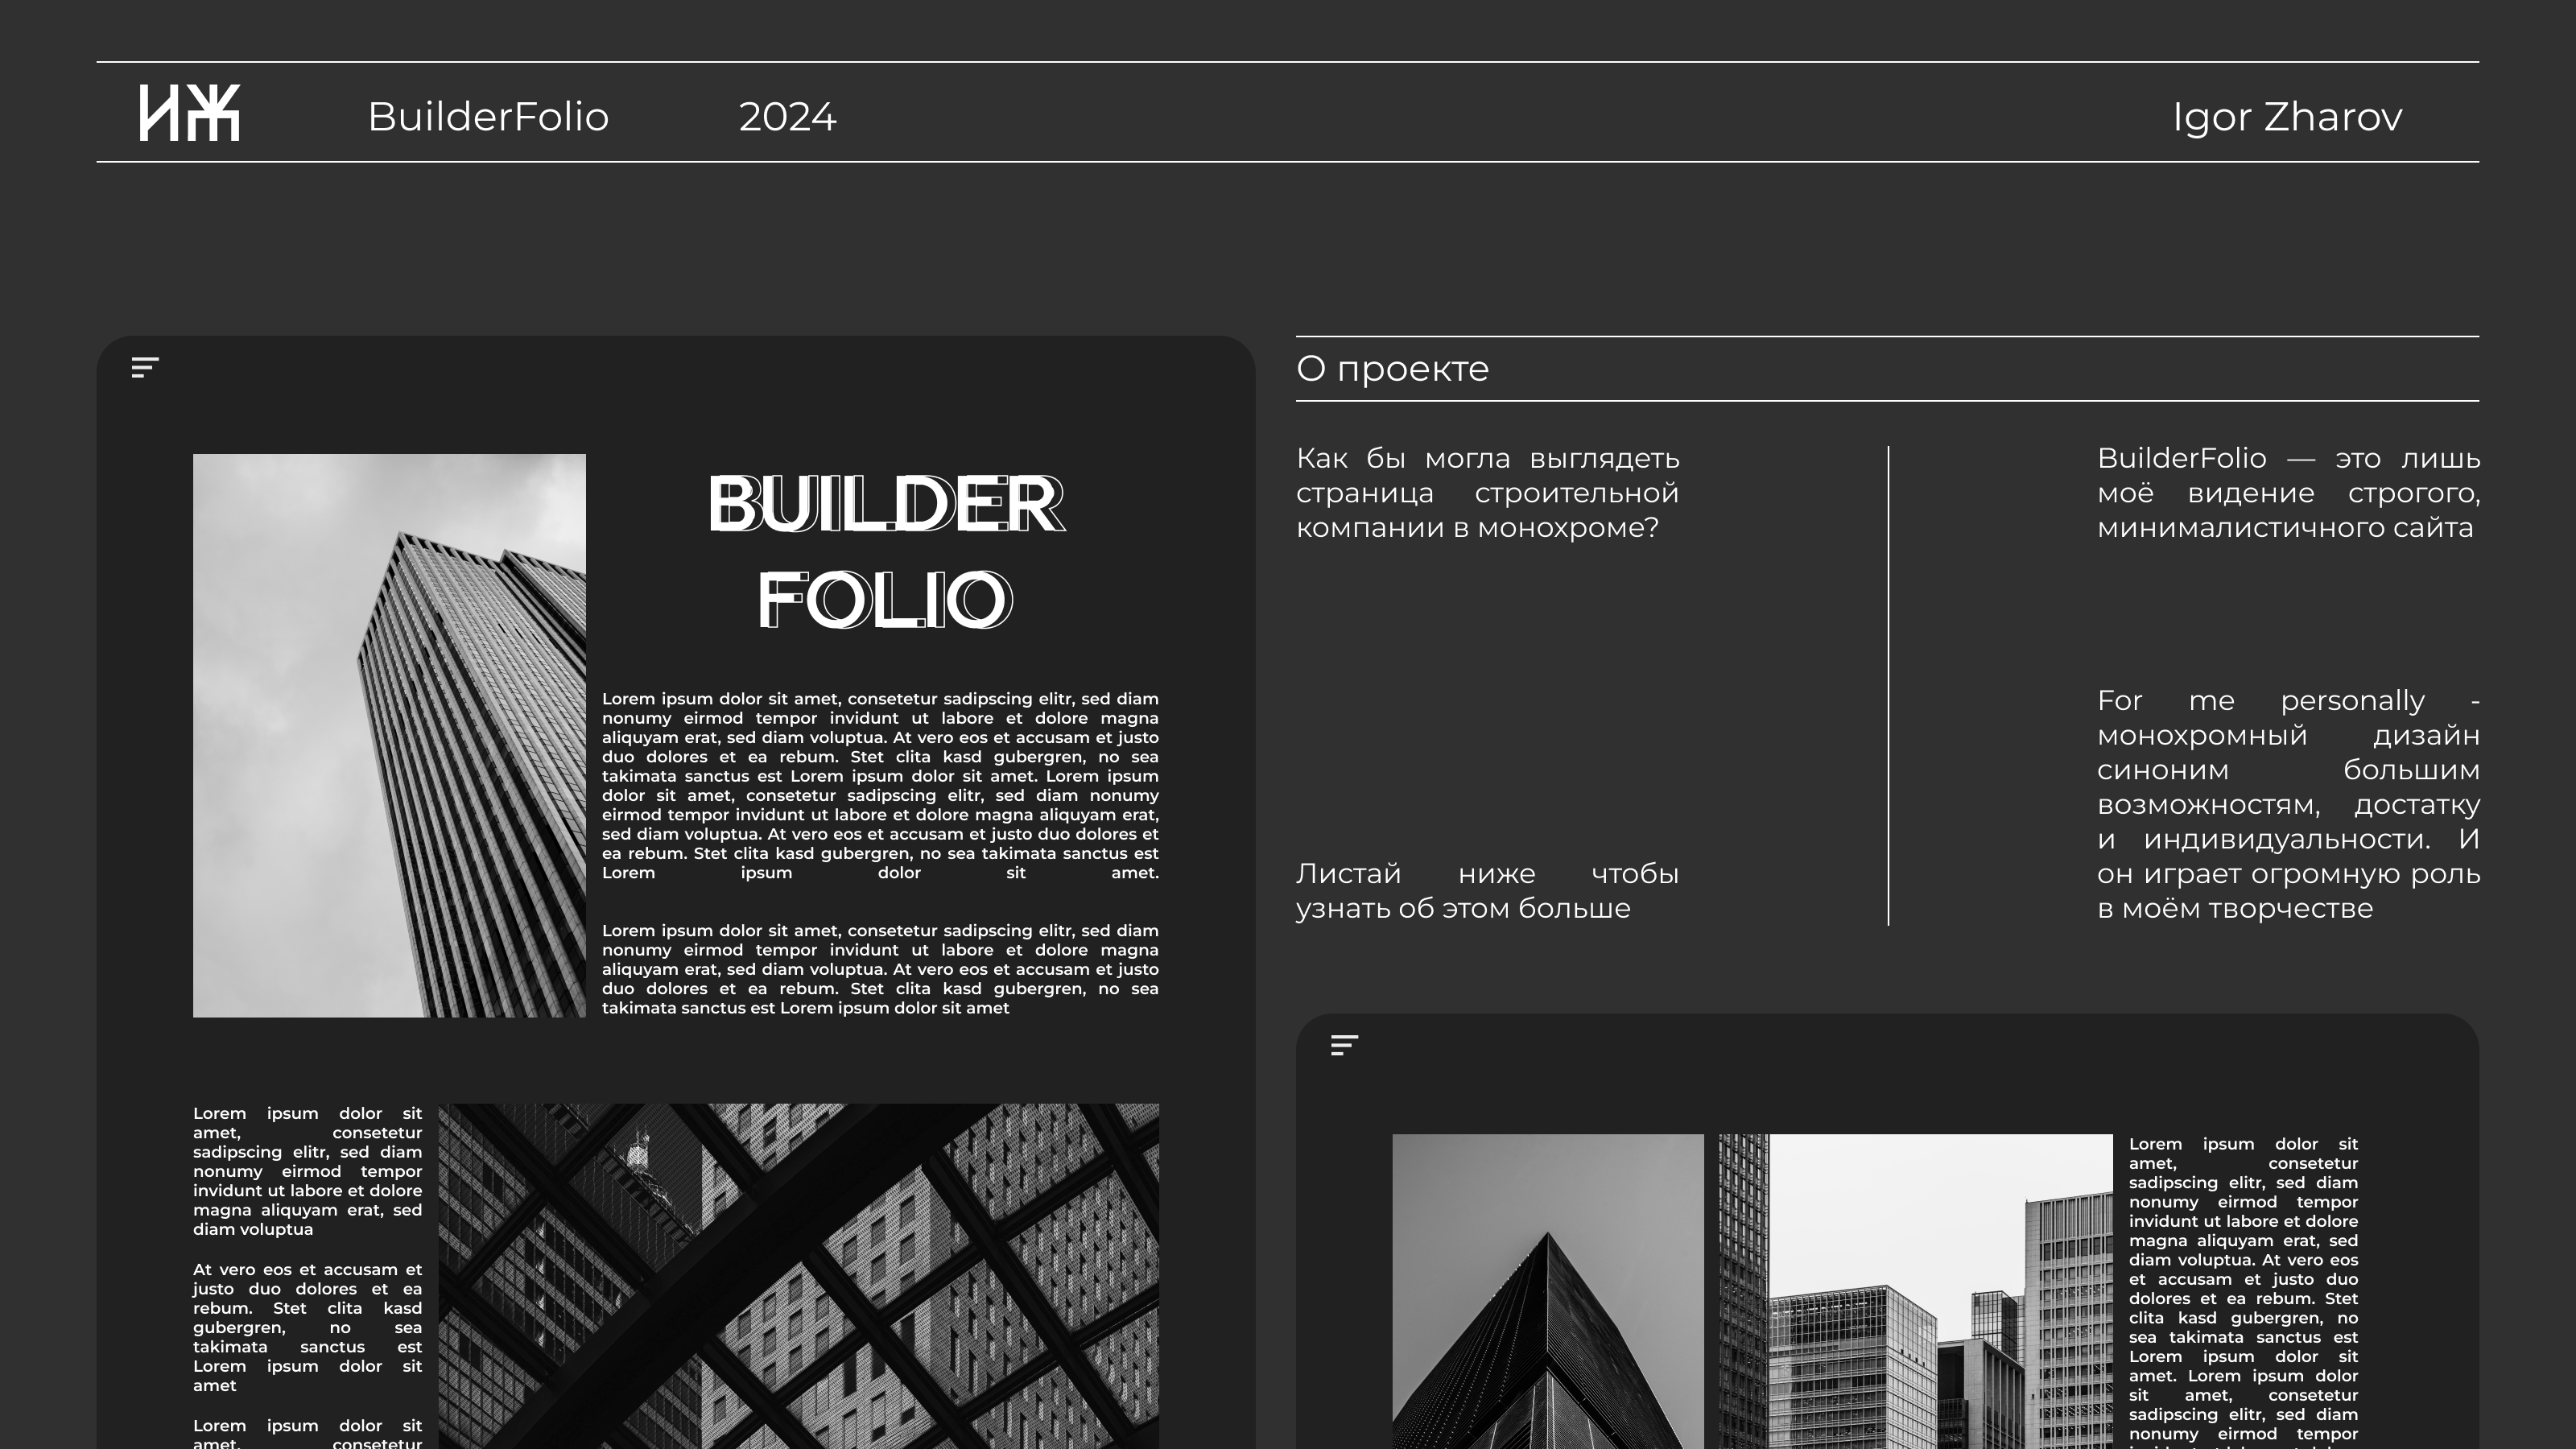 ИЖ
BuilderFolio
2024
Igor Zharov
BUILDER
FOLIO
Lorem ipsum dolor sit amet, consetetur sadipscing elitr, sed diam
nonumy eirmod tempor invidunt ut labore et dolore magna
aliquyam erat, sed diam voluptua. At vero eos et accusam et justo
duo dolores et ea rebum. Stet clita kasd gubergren, no sea
takimata sanctus est Lorem ipsum dolor sit amet. Lorem ipsum
dolor sit amet, consetetur sadipscing elitr, sed diam nonumy
eirmod tempor invidunt ut labore et dolore magna aliquyam erat,
sed diam voluptua. At vero eos et accusam et justo duo dolores et
ea rebum. Stet clita kasd gubergren, no sea takimata sanctus est
Lorem ipsum dolor sit amet.
Lorem ipsum dolor sit amet, consetetur sadipscing elitr, sed diam
nonumy eirmod tempor invidunt ut labore et dolore magna
aliquyam erat, sed diam voluptua. At vero eos et accusam et justo
duo dolores et ea rebum. Stet clita kasd gubergren, no sea
takimata sanctus est Lorem ipsum dolor sit amet
Lorem ipsum dolor sit
amet, consetetur
sadipscing elitr, sed diam
nonumy eirmod tempor
invidunt ut labore et dolore
magna aliquyam erat, sed
diam voluptua
At vero eos et accusam et
justo duo dolores et ea
rebum. Stet clita kasd
gubergren, no sea
takimata sanctus est
Lorem ipsum dolor sit
amet
Lorem ipsum dolor sit
amet, consetetur
О проекте
Как бы могла выглядеть
страница строительной
компании в монохроме?
Листай ниже чтобы
узнать об этом больше
BuilderFolio — это лишь
моё видение строгого,
минималистичного сайта
For me personally -
монохромный дизайн
синоним большим
возможностям, достатку
и индивидуальности. И
он играет огромную роль
в моём творчестве
Lorem ipsum dolor sit
amet, consetetur
sadipscing elitr, sed diam
nonumy eirmod tempor
invidunt ut labore et dolore
magna aliquyam erat, sed
diam voluptua. At vero eos
et accusam et justo duo
dolores et ea rebum. Stet
clita kasd gubergren, no
sea takimata sanctus est
Lorem ipsum dolor sit
amet. Lorem ipsum dolor
sit amet, consetetur
sadipscing elitr, sed diam
nonumy eirmod tempor